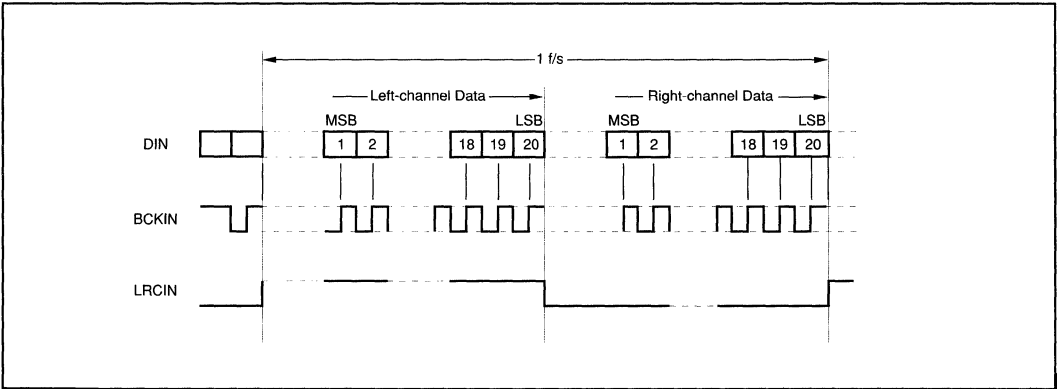 1 f/s
Left-channel Data
Right-channel Data
MSB LSB MSB LSB
DIN 1 2 18 19 20 1 2 18 19 20
BCKIN
LRCIN